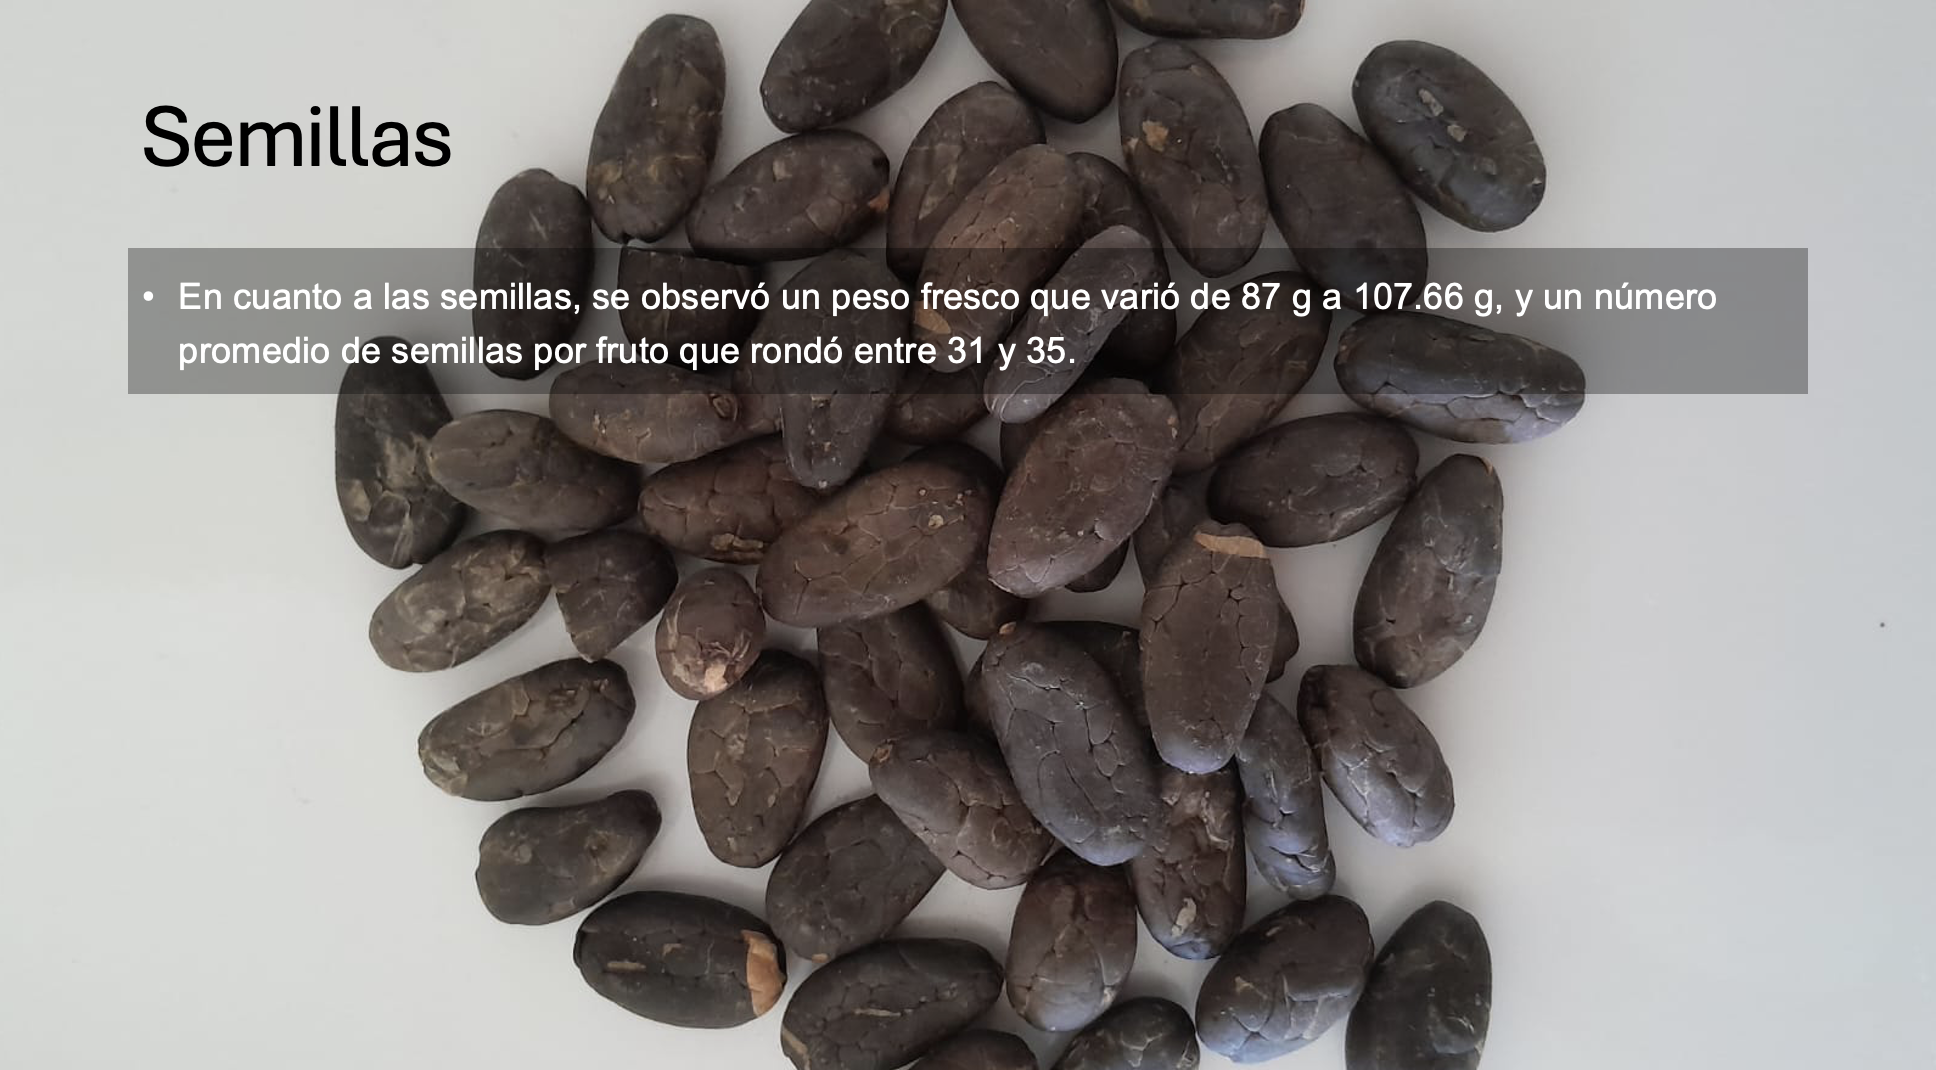 Semillas
• En cuanto a las semillas, se observó un peso fresco que varió de 87 g a 107.66 g, y un número
promedio de semillas por fruto que rondó entre 31 y 35.